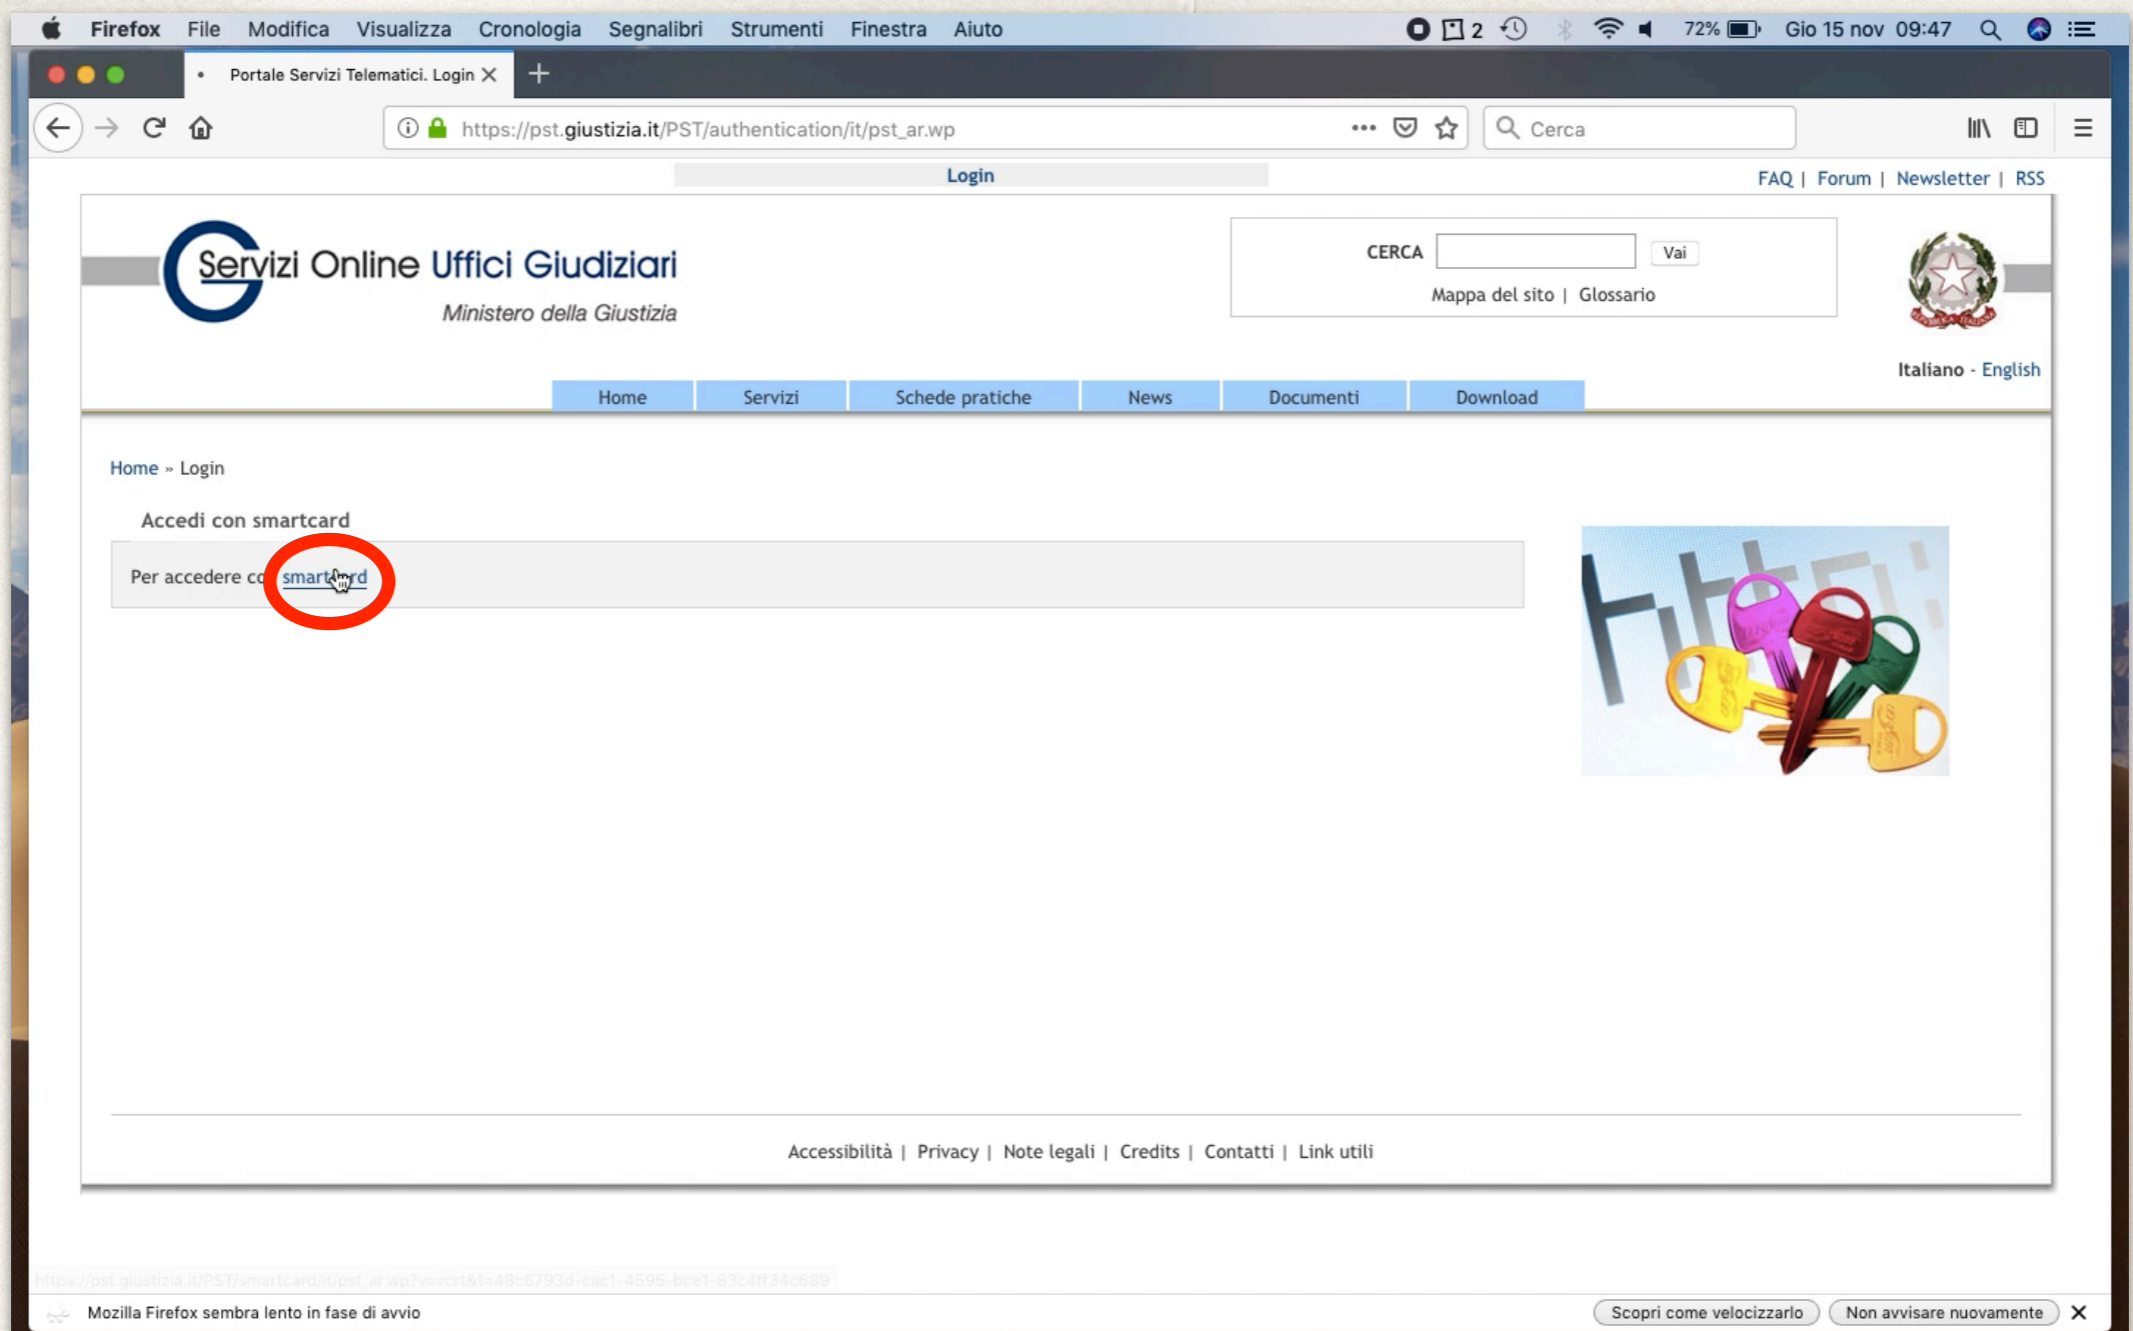 Firefox File Modifica Visualizza Cronologia Segnalibri Strumenti Finestra Aiuto 2 72% Gio 15 nov 09:47
Portale Servizi Telematici. Login
https://pst.giustizia.it/PST/authentication/it/pst_ar.wp Cerca
Login
FAQ | Forum | Newsletter | RSS
Servizi Online Uffici Giudiziari
Ministero della Giustizia
CERCA Vai
Mappa del sito | Glossario
Italiano - English
Home Servizi Schede pratiche News Documenti Download
Home » Login
Accedi con smartcard
Per accedere co smartcard
Accessibilità | Privacy | Note legali | Credits | Contatti | Link utili
Mozilla Firefox sembra lento in fase di avvio Scopri come velocizzarlo Non avvisare nuovamente